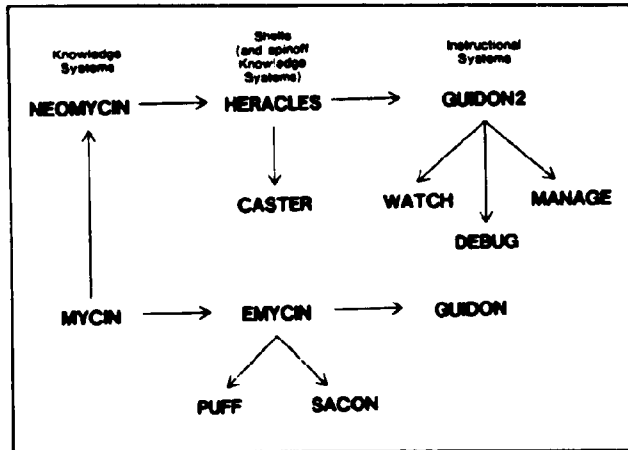 Shells
Knowledge (and spinoff Instructional
Systems Knowledge Systems
Systems)
NEOMYCIN HERACLES GUIDON2
CASTER WATCH MANAGE
DEBUG
MYCIN EMYCIN GUIDON
PUFF SACON